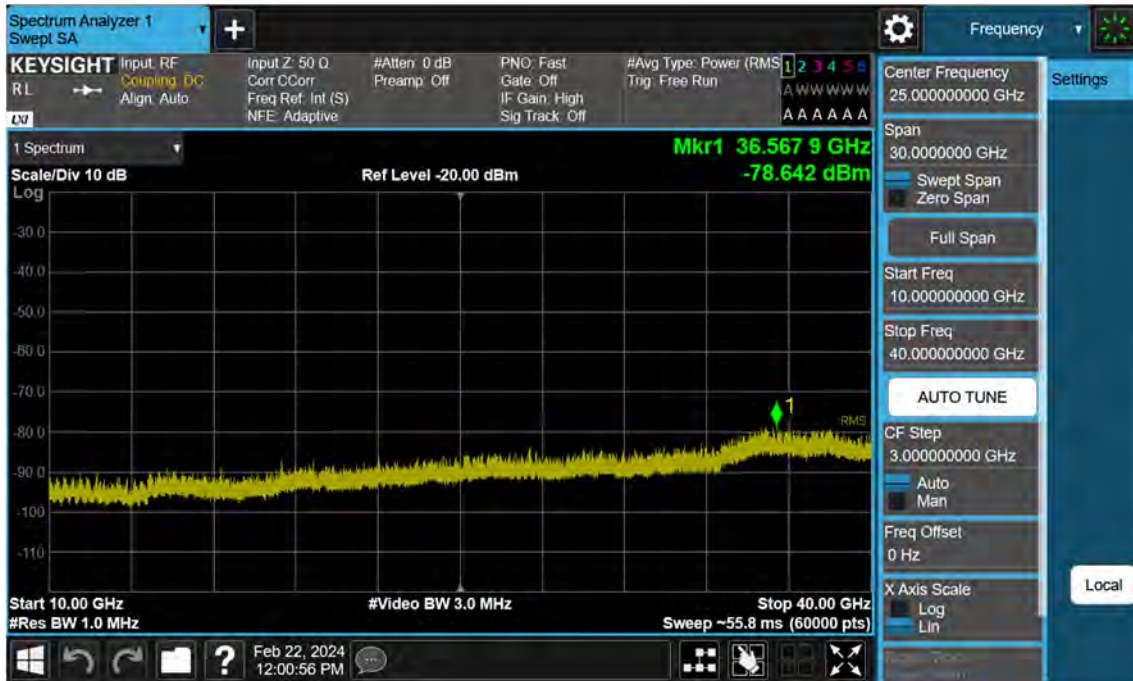 Spectrum Analyzer 1
Swept SA
Frequency
KEYSIGHT
RL
LXI
Input: RF
Coupling: DC
Align: Auto
Input Z: 50 Ω
Corr CCorr
Freq Ref: Int (S)
NFE: Adaptive
#Atten: 0 dB
Preamp: Off
PNO: Fast
Gate: Off
IF Gain: High
Sig Track: Off
#Avg Type: Power (RMS
Trig: Free Run
1 2 3 4 5 6
A W W W W W
A A A A A A
Center Frequency
25.000000000 GHz
Settings
1 Spectrum
Mkr1 36.567 9 GHz
Scale/Div 10 dB
Ref Level -20.00 dBm
-78.642 dBm
Log
-30.0
-40.0
-50.0
-60.0
-70.0
-80.0
-90.0
-100
-110
1
RMS
Start 10.00 GHz
#Video BW 3.0 MHz
Stop 40.00 GHz
#Res BW 1.0 MHz
Sweep ~55.8 ms (60000 pts)
Span
30.0000000 GHz
Swept Span
Zero Span
Full Span
Start Freq
10.000000000 GHz
Stop Freq
40.000000000 GHz
AUTO TUNE
CF Step
3.000000000 GHz
Auto
Man
Freq Offset
0 Hz
X Axis Scale
Log
Lin
Local
?
Feb 22, 2024
12:00:56 PM